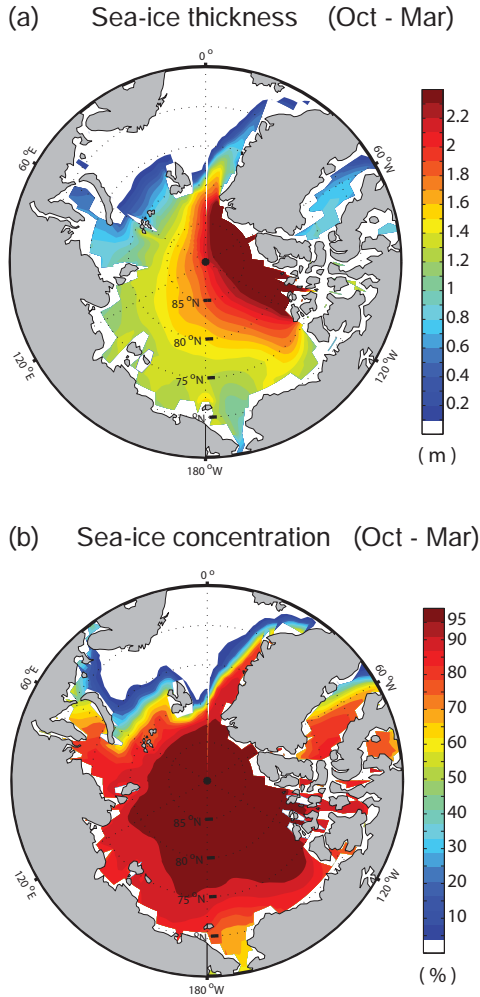 (a) Sea-ice thickness (Oct - Mar)
0 °
60 °E
60 °W
2.2
2
1.8
1.6
1.4
1.2
1
0.8
0.6
0.4
0.2
85 °N
80 °N
75 °N
°N
120 °E
120 °W
180 °W
( m )
(b) Sea-ice concentration (Oct - Mar)
0 °
60 °E
60 °W
95
90
80
70
60
50
40
30
20
10
85 °N
80 °N
75 °N
°N
120 °E
120 °W
180 °W
(%)